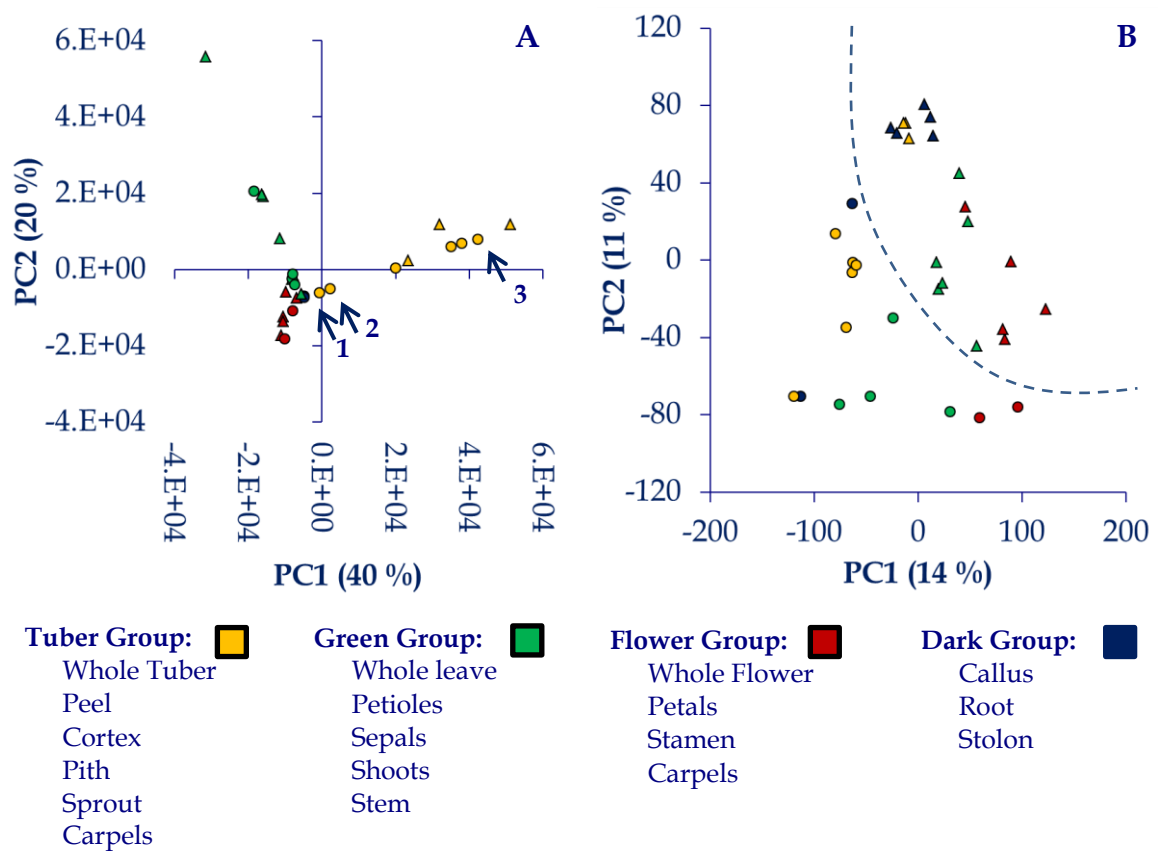 A
6.E+04
4.E+04
2.E+04
0.E+00
-2.E+04
-4.E+04
PC2 (20 %)
1
2
3
-4.E+04
-2.E+04
0.E+00
2.E+04
4.E+04
6.E+04
PC1 (40 %)
B
120
80
40
0
-40
-80
-120
PC2 (11 %)
-200
-100
0
100
200
PC1 (14 %)
Tuber Group:
Whole Tuber
Peel
Cortex
Pith
Sprout
Carpels
Green Group:
Whole leave
Petioles
Sepals
Shoots
Stem
Flower Group:
Whole Flower
Petals
Stamen
Carpels
Dark Group:
Callus
Root
Stolon